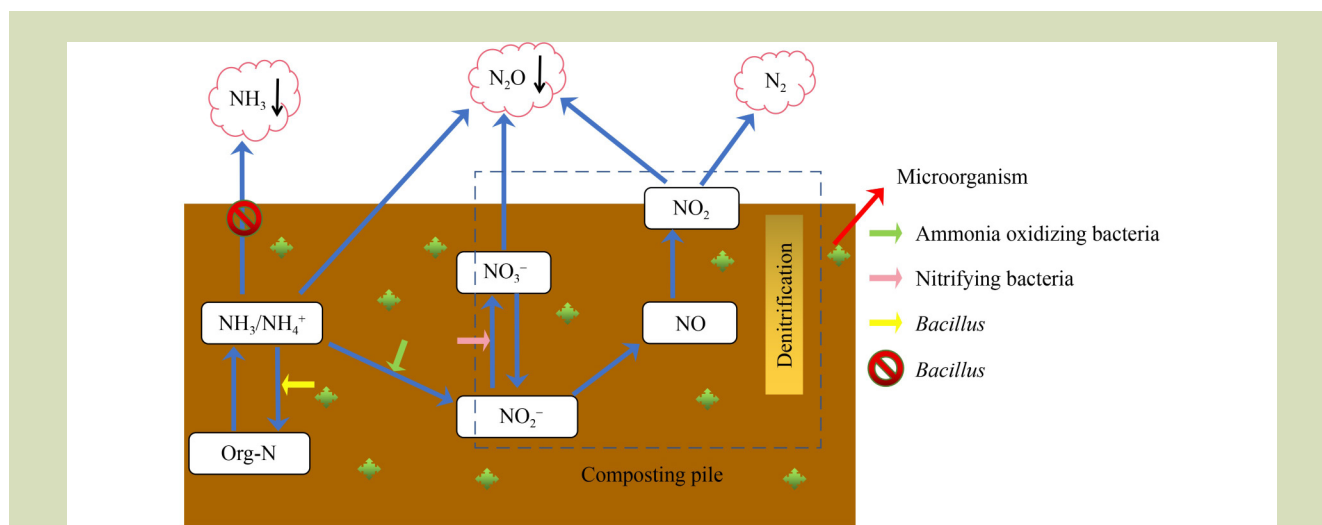 NH₃
N₂O
N₂
Microorganism
NO₂
Ammonia oxidizing bacteria
NO₃⁻
Nitrifying bacteria
NH₃/NH₄⁺
NO
Denitrification
Bacillus
Bacillus
NO₂⁻
Org-N
Composting pile